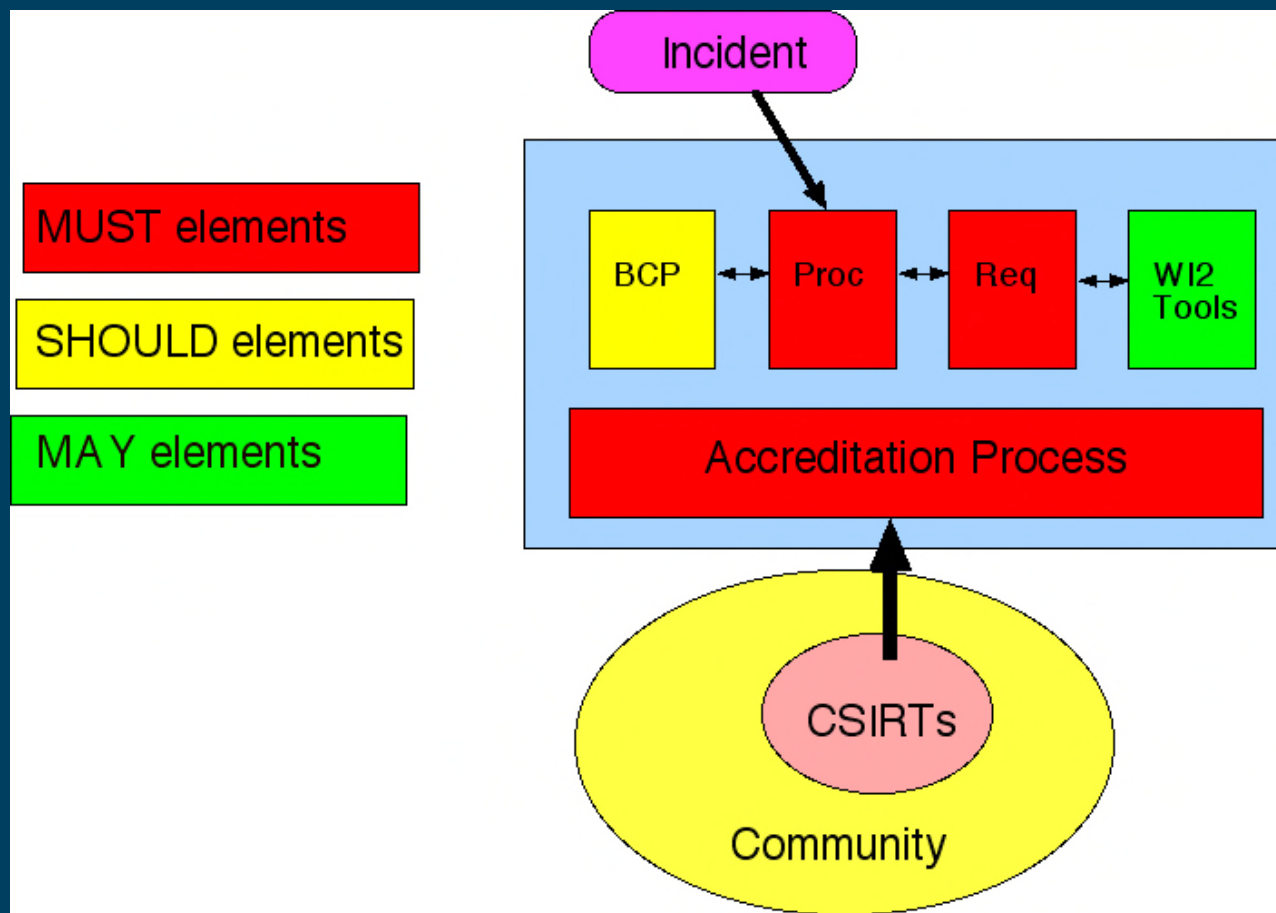 Incident
MUST elements
SHOULD elements
MAY elements
BCP
Proc
Req
WI2
Tools
Accreditation Process
CSIRTs
Community